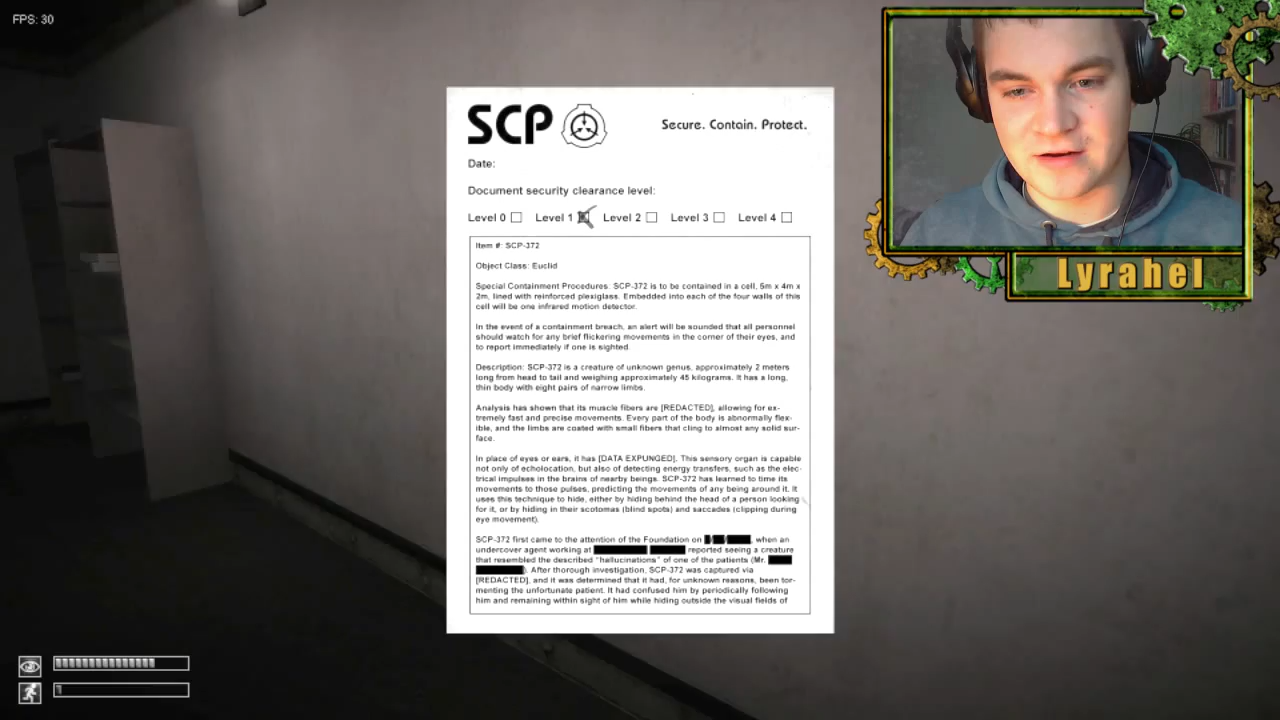 FPS: 30
SCP
Secure. Contain. Protect.
Date:
Document security clearance level:
Level 0 Level 1 Level 2 Level 3 Level 4
Item #: SCP-372
Object Class: Euclid
Special Containment Procedures: SCP-372 is to be contained in a cell, 5m x 4m x
2m, lined with reinforced plexiglass. Embedded into each of the four walls of this
cell will be one infrared motion detector.
In the event of a containment breach, an alert will be sounded that all personnel
should watch for any brief flickering movements in the corner of their eyes, and
to report immediately if one is sighted.
Description: SCP-372 is a creature of unknown genus, approximately 2 meters
long from head to tail and weighing approximately 45 kilograms. It has a long,
thin body with eight pairs of narrow limbs.
Analysis has shown that its muscle fibers are [REDACTED], allowing for ex-
tremely fast and precise movements. Every part of the body is abnormally flex-
ible, and the limbs are coated with small fibers that cling to almost any solid sur-
face.
In place of eyes or ears, it has [DATA EXPUNGED]. This sensory organ is capable
not only of echolocation, but also of detecting energy transfers, such as the elec-
trical impulses in the brains of nearby beings. SCP-372 has learned to time its
movements to those pulses, predicting the movements of any being around it. It
uses this technique to hide, either by hiding behind the head of a person looking
for it, or by hiding in their scotomas (blind spots) and saccades (clipping during
eye movement).
SCP-372 first came to the attention of the Foundation on / / , when an
undercover agent working at reported seeing a creature
that resembled the described "hallucinations" of one of the patients (Mr.
). After thorough investigation, SCP-372 was captured via
[REDACTED], and it was determined that it had, for unknown reasons, been tor-
menting the unfortunate patient. It had confused him by periodically following
him and remaining within sight of him while hiding outside the visual fields of
Lyrahel